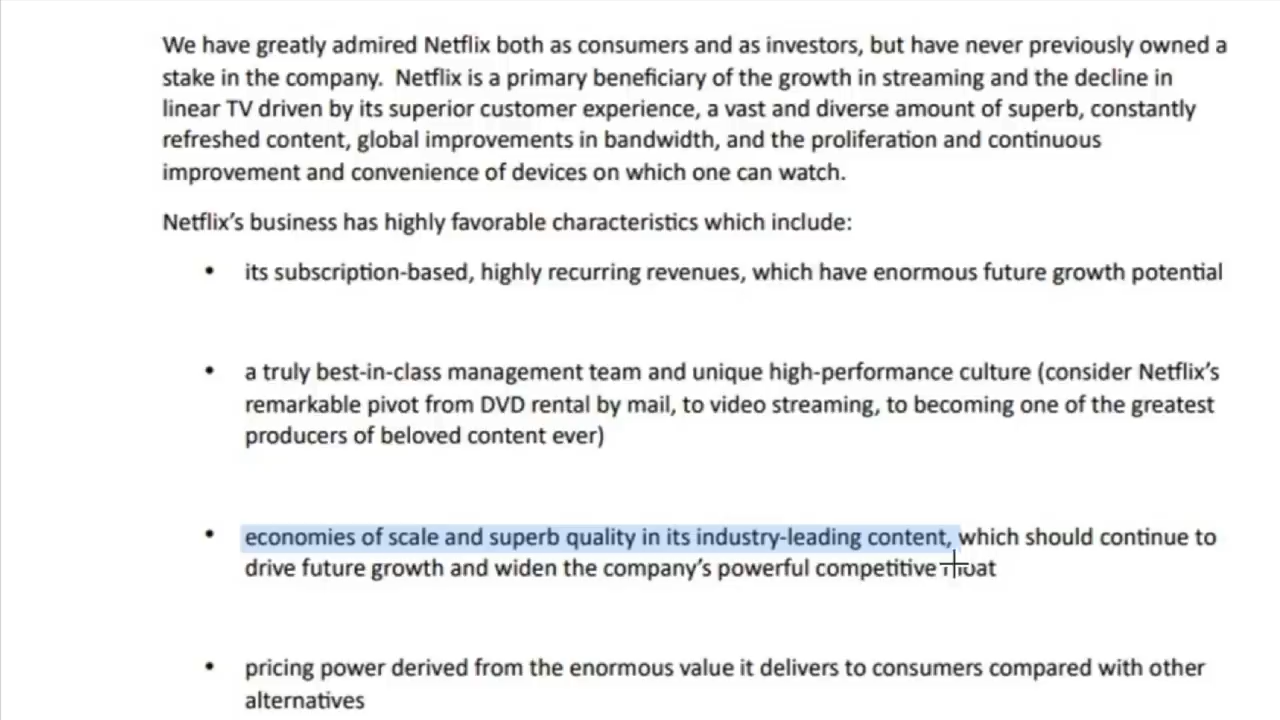 We have greatly admired Netflix both as consumers and as investors, but have never previously owned a
stake in the company. Netflix is a primary beneficiary of the growth in streaming and the decline in
linear TV driven by its superior customer experience, a vast and diverse amount of superb, constantly
refreshed content, global improvements in bandwidth, and the proliferation and continuous
improvement and convenience of devices on which one can watch.
Netflix’s business has highly favorable characteristics which include:
• its subscription-based, highly recurring revenues, which have enormous future growth potential
• a truly best-in-class management team and unique high-performance culture (consider Netflix’s
remarkable pivot from DVD rental by mail, to video streaming, to becoming one of the greatest
producers of beloved content ever)
• economies of scale and superb quality in its industry-leading content, which should continue to
drive future growth and widen the company’s powerful competitive moat
• pricing power derived from the enormous value it delivers to consumers compared with other
alternatives